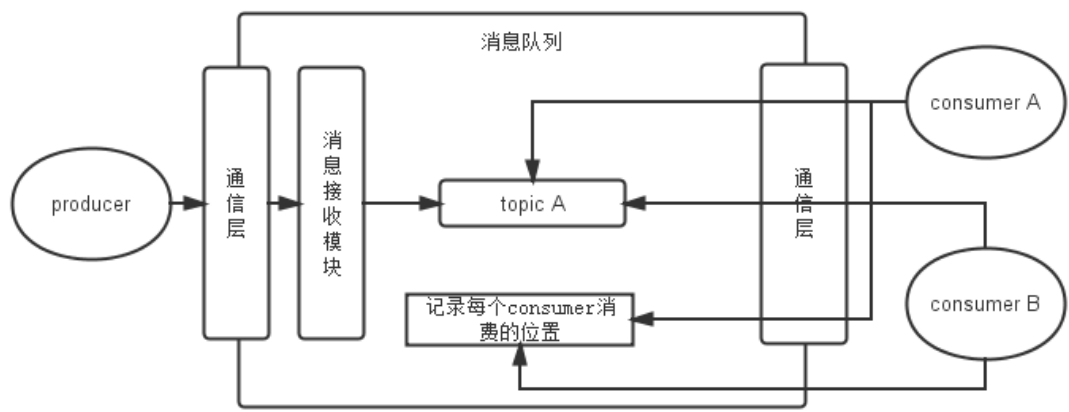 消息队列
producer
通信层
消息接收模块
topic A
记录每个consumer消
费的位置
通信层
consumer A
consumer B